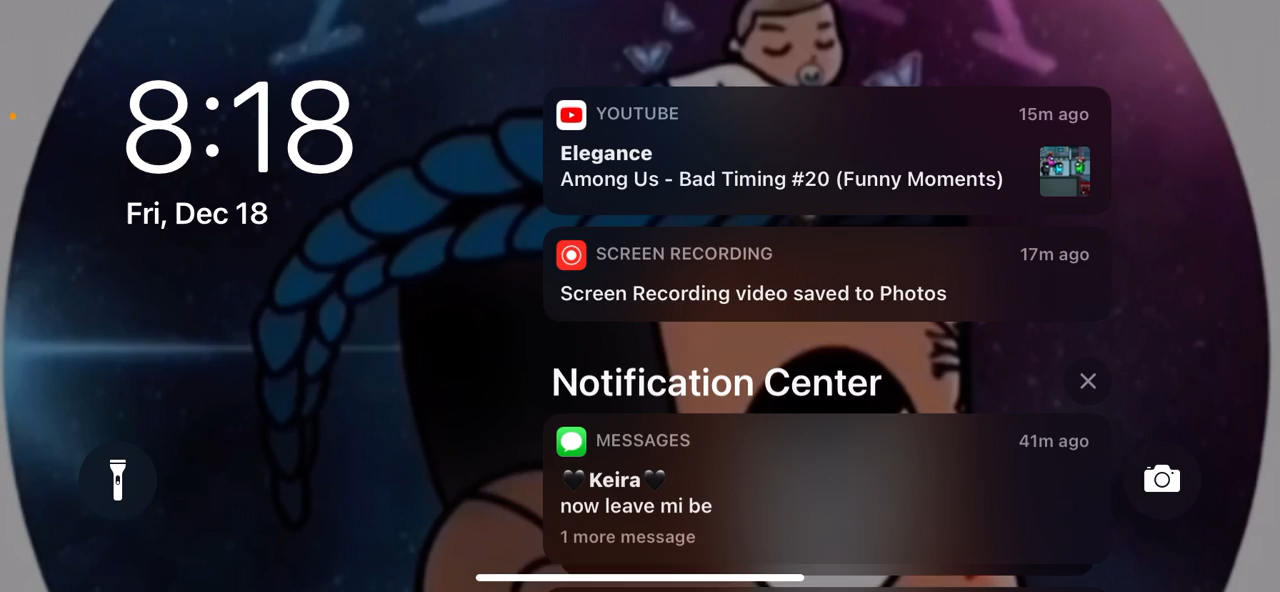 8:18
Fri, Dec 18
YOUTUBE 15m ago
Elegance
Among Us - Bad Timing #20 (Funny Moments)
SCREEN RECORDING 17m ago
Screen Recording video saved to Photos
Notification Center
MESSAGES 41m ago
🖤Keira🖤
now leave mi be
1 more message